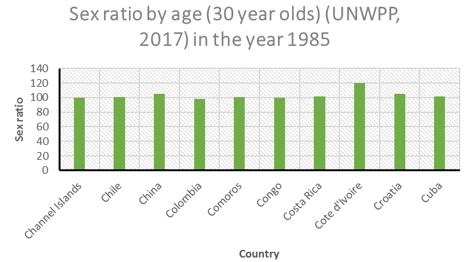 Sex ratio by age (30 year olds) (UNWPP,
2017) in the year 1985
140
120
100
80
60
40
20
0
Sex ratio
Channel Islands
Chile
China
Colombia
Comoros
Congo
Costa Rica
Cote d'Ivoire
Croatia
Cuba
Country